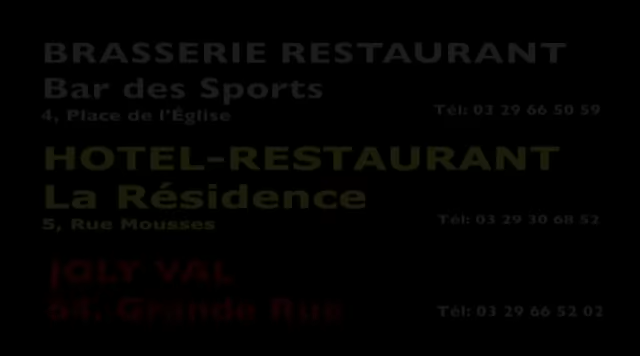 BRASSERIE RESTAURANT
Bar des Sports
4, Place de l'Église
Tél: 03 29 66 50 59
HOTEL-RESTAURANT
La Résidence
5, Rue Mousses
Tél: 03 29 30 68 52
JOLY VAL
64, Grande Rue
Tél: 03 29 66 52 02